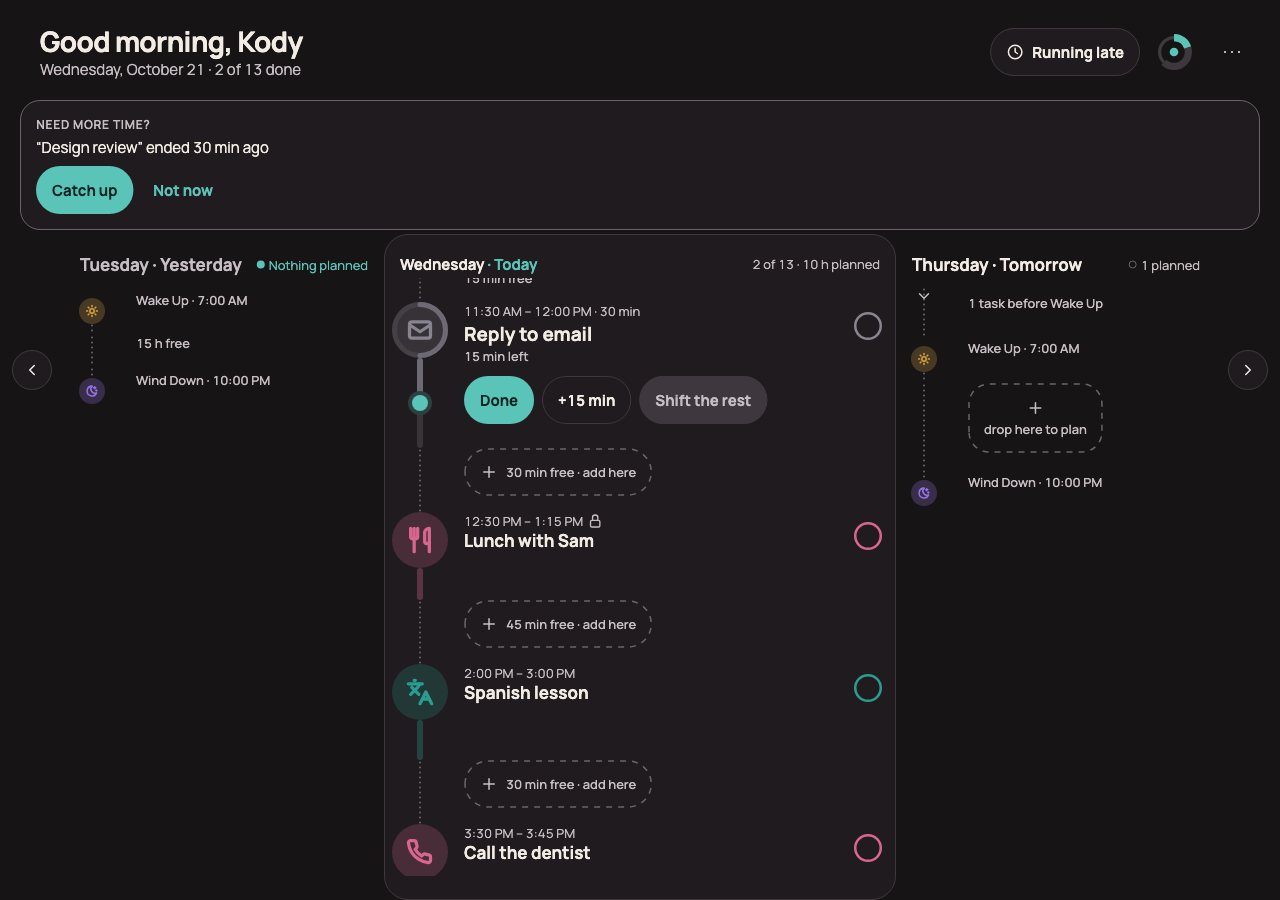 Good morning, Kody
Wednesday, October 21 · 2 of 13 done
Running late
NEED MORE TIME?
“Design review” ended 30 min ago
Catch up
Not now
Tuesday · Yesterday
Nothing planned
Wake Up · 7:00 AM
15 h free
Wind Down · 10:00 PM
Wednesday · Today
2 of 13 · 10 h planned
15 min free
11:30 AM – 12:00 PM · 30 min
Reply to email
15 min left
Done
+15 min
Shift the rest
30 min free · add here
12:30 PM – 1:15 PM
Lunch with Sam
45 min free · add here
2:00 PM – 3:00 PM
Spanish lesson
30 min free · add here
3:30 PM – 3:45 PM
Call the dentist
Thursday · Tomorrow
1 planned
1 task before Wake Up
Wake Up · 7:00 AM
drop here to plan
Wind Down · 10:00 PM